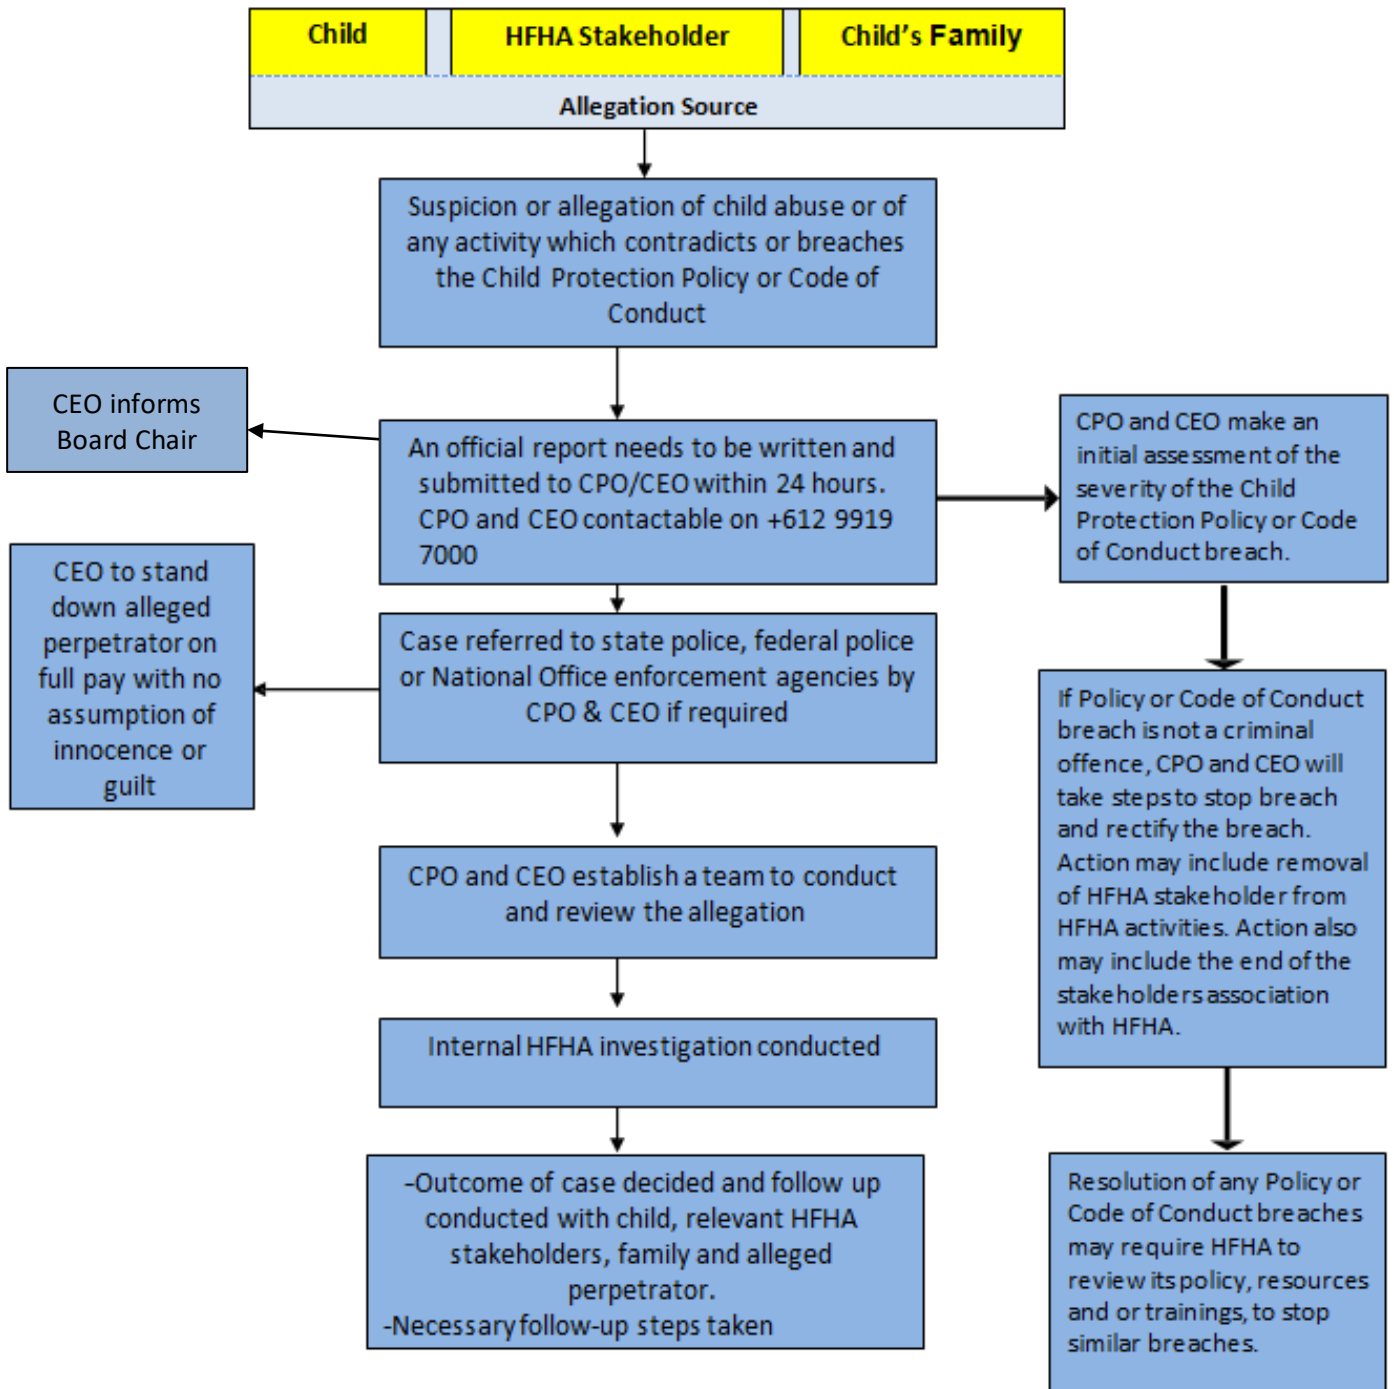 Child
HFHA Stakeholder
Child's Family
Allegation Source
Suspicion or allegation of child abuse or of
any activity which contradicts or breaches
the Child Protection Policy or Code of
Conduct
CEO informs
Board Chair
An official report needs to be written and
submitted to CPO/CEO within 24 hours.
CPO and CEO contactable on +612 9919
7000
CPO and CEO make an
initial assessment of the
severity of the Child
Protection Policy or Code
of Conduct breach.
CEO to stand
down alleged
perpetrator on
full pay with no
assumption of
innocence or
guilt
Case referred to state police, federal police
or National Office enforcement agencies by
CPO & CEO if required
If Policy or Code of Conduct
breach is not a criminal
offence, CPO and CEO will
take steps to stop breach
and rectify the breach.
Action may include removal
of HFHA stakeholder from
HFHA activities. Action also
may include the end of the
stakeholders association
with HFHA.
CPO and CEO establish a team to conduct
and review the allegation
Internal HFHA investigation conducted
-Outcome of case decided and follow up
conducted with child, relevant HFHA
stakeholders, family and alleged
perpetrator.
-Necessary follow-up steps taken
Resolution of any Policy or
Code of Conduct breaches
may require HFHA to
review its policy, resources
and or trainings, to stop
similar breaches.